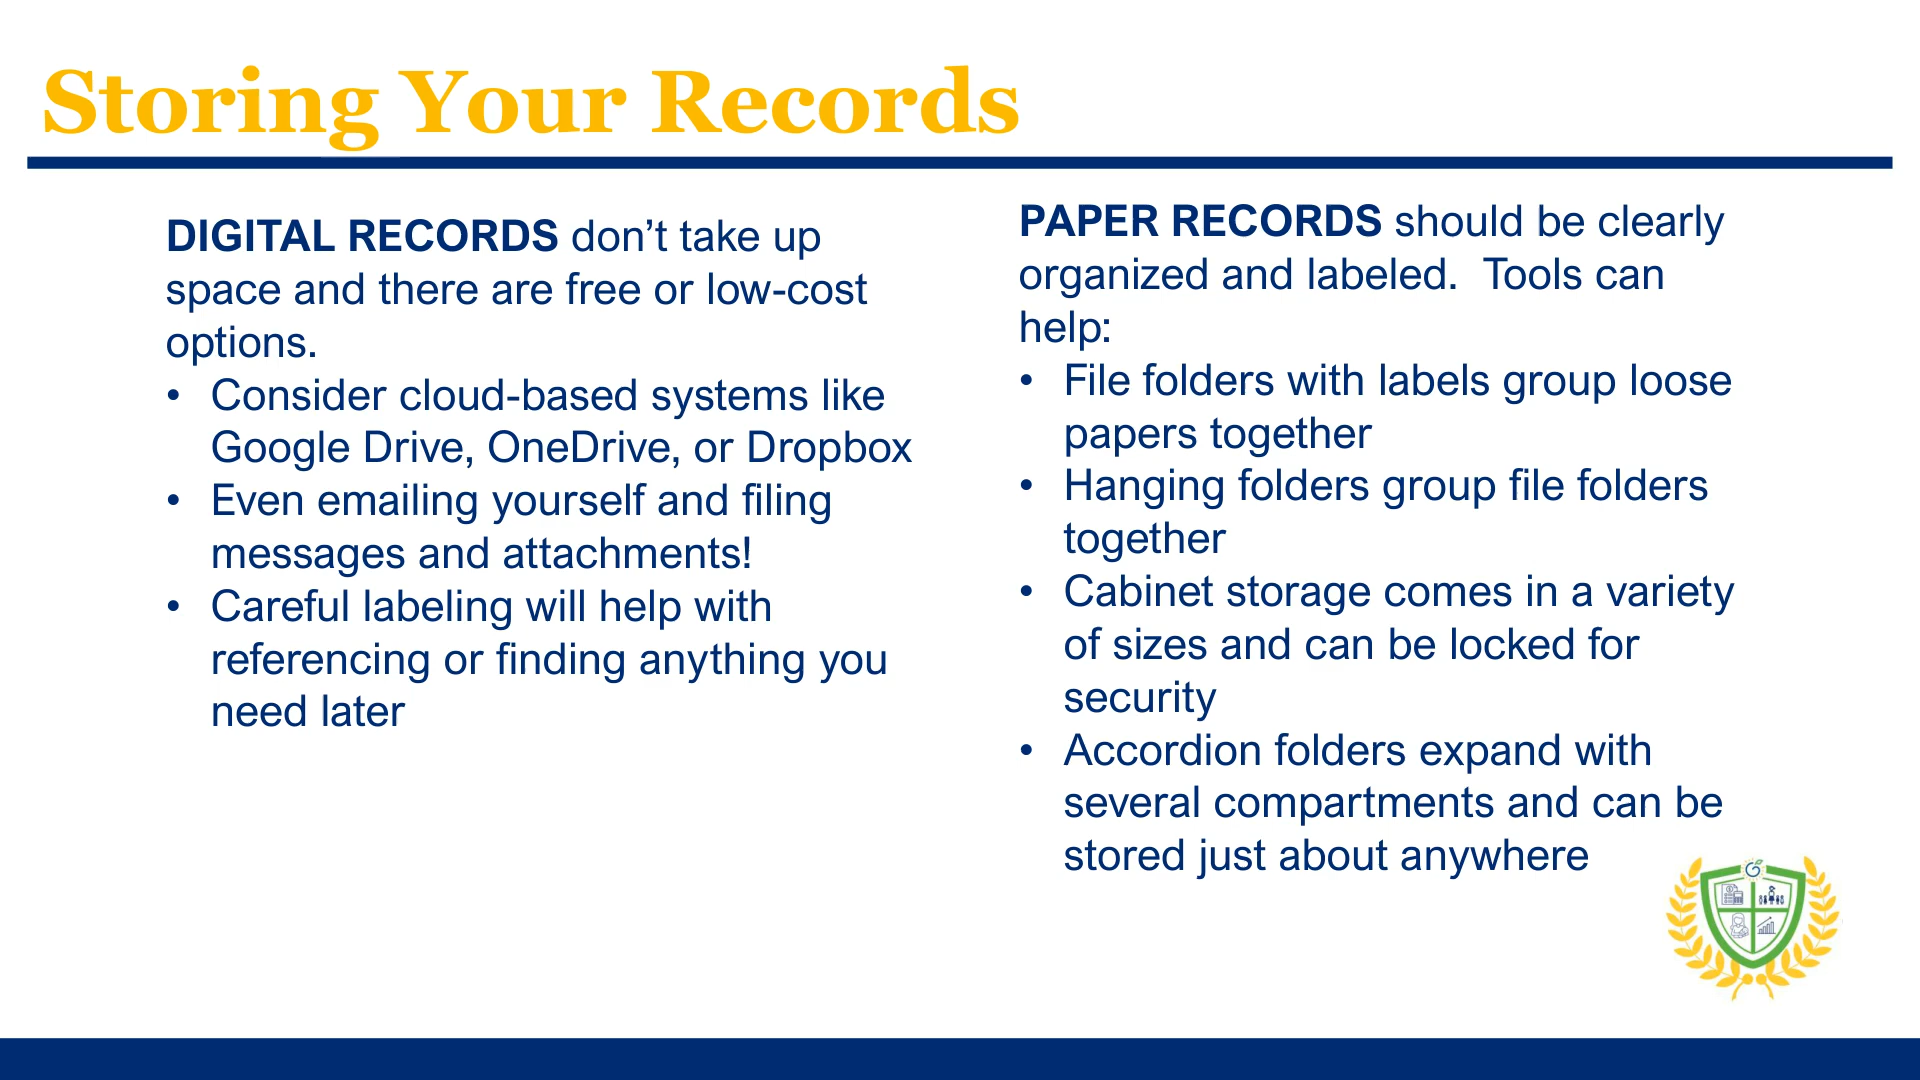 Storing Your Records
DIGITAL RECORDS don’t take up
space and there are free or low-cost
options.
• Consider cloud-based systems like
Google Drive, OneDrive, or Dropbox
• Even emailing yourself and filing
messages and attachments!
• Careful labeling will help with
referencing or finding anything you
need later
PAPER RECORDS should be clearly
organized and labeled.  Tools can
help:
• File folders with labels group loose
papers together
• Hanging folders group file folders
together
• Cabinet storage comes in a variety
of sizes and can be locked for
security
• Accordion folders expand with
several compartments and can be
stored just about anywhere